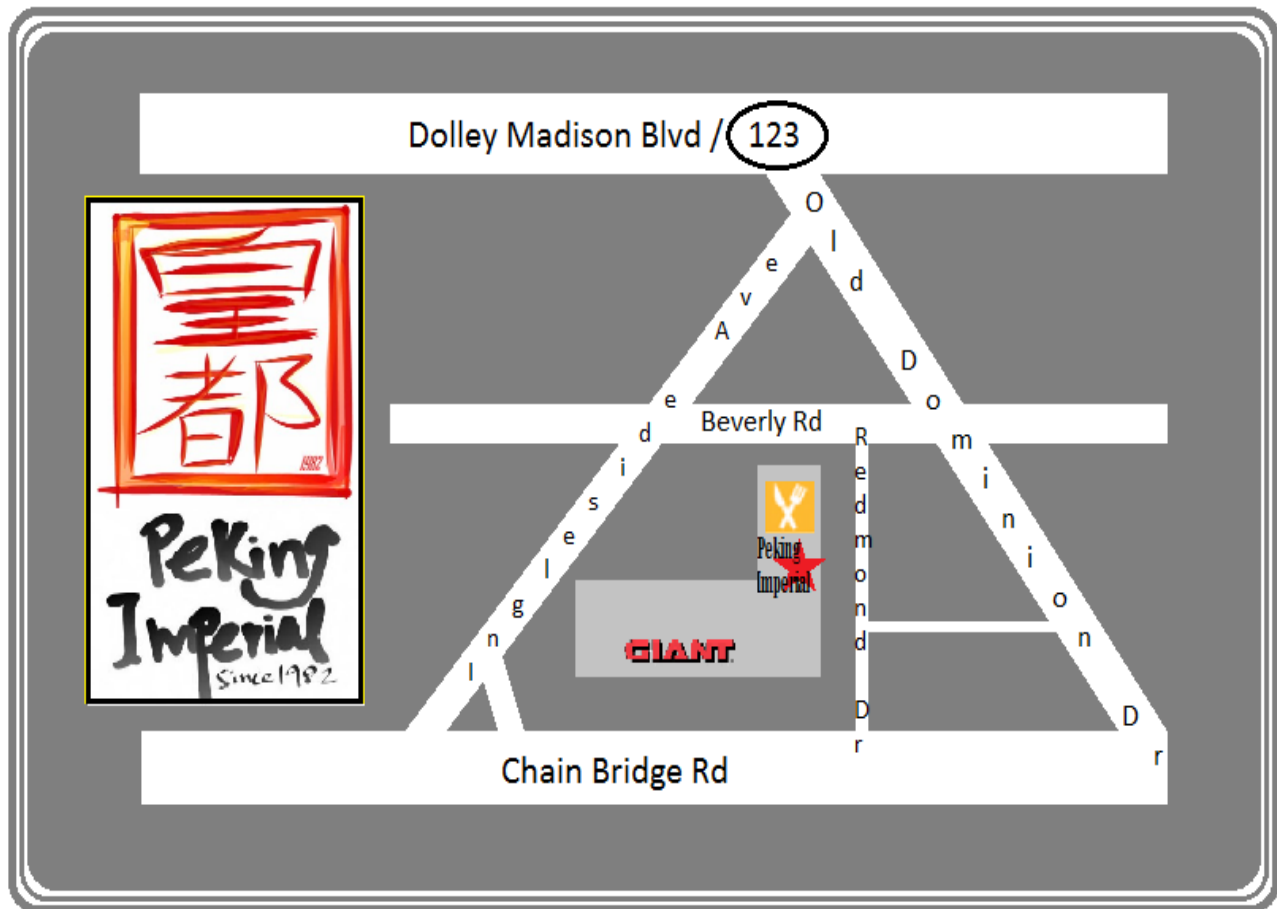 Dolley Madison Blvd / 123
皇都
1982
Peking
Imperial
Since 1982
Inglleside Ave
Old Dominion Dr
Beverly Rd
Redmond Dr
Peking
Imperial
GIANT
Chain Bridge Rd